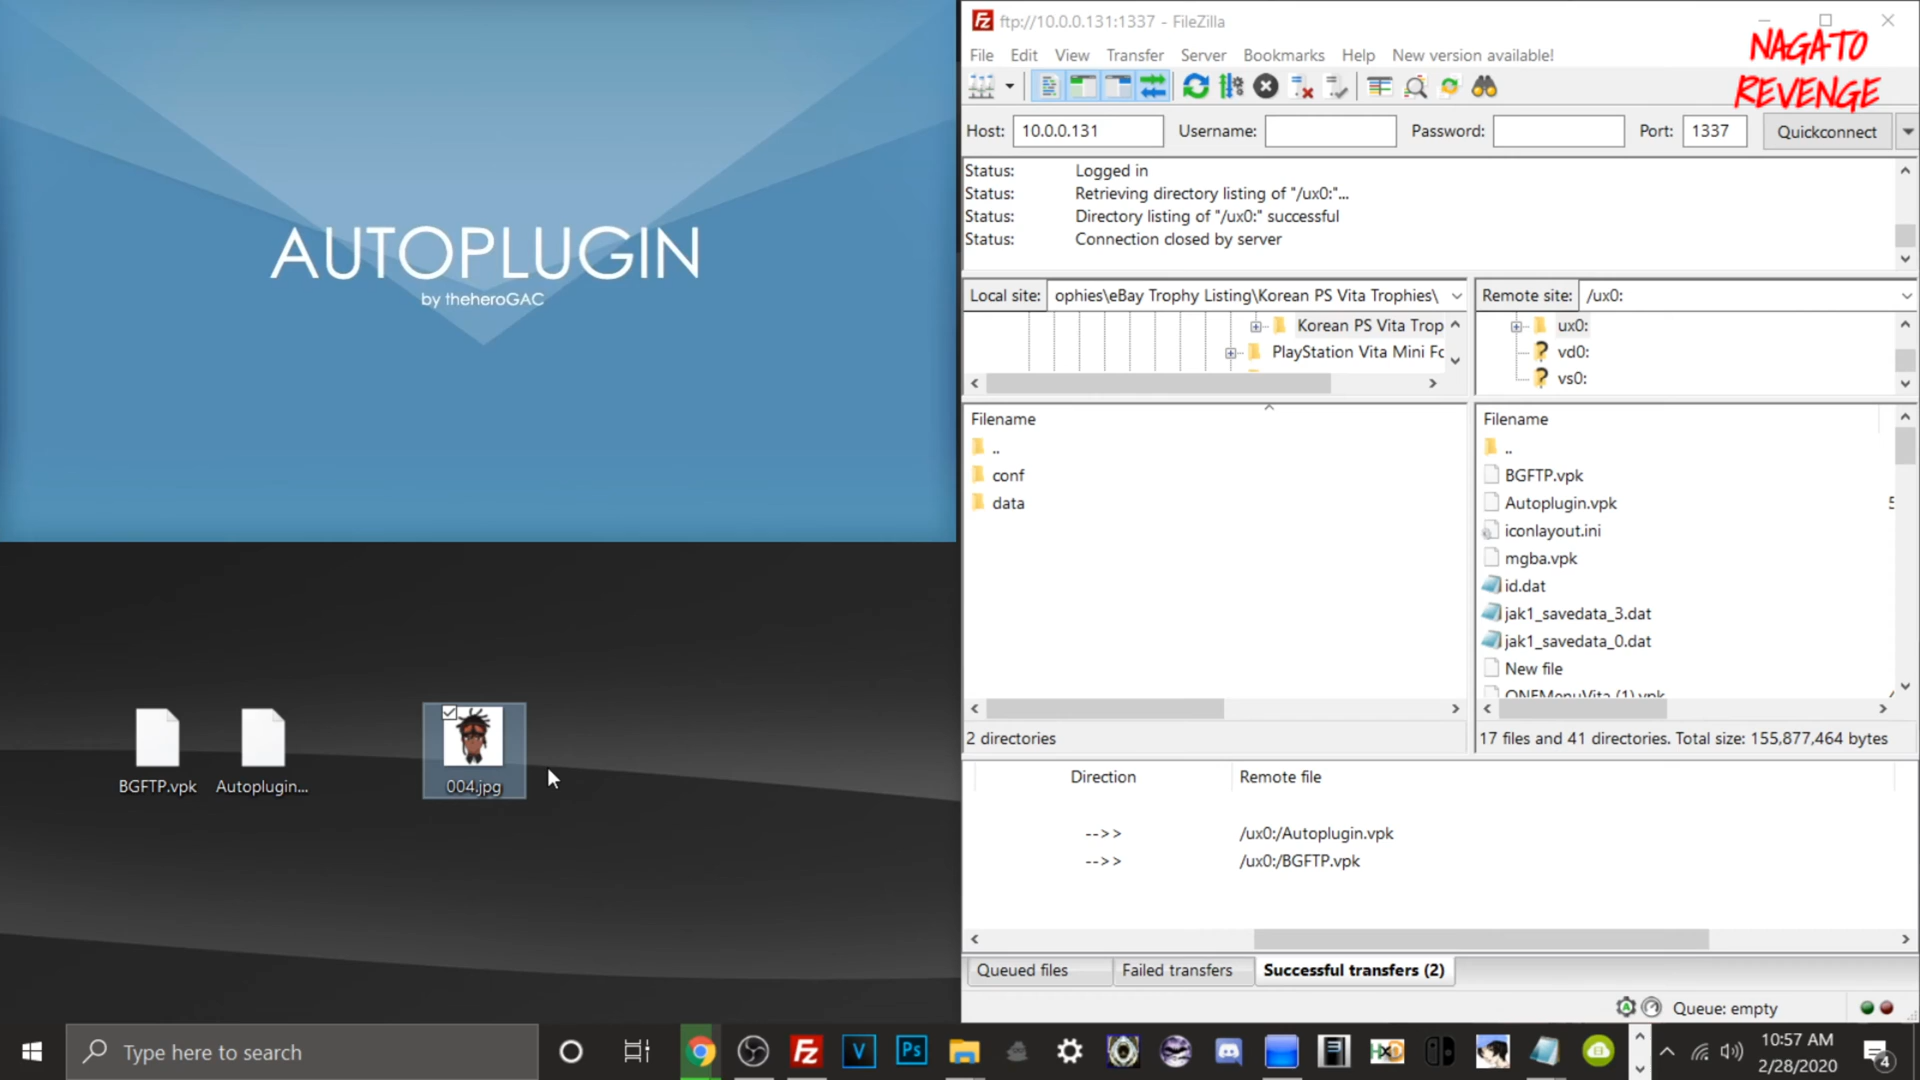 AUTOPLUGIN
by theheroGAC
BGFTP.vpk
Autoplugin...
004.jpg
ftp://10.0.0.131:1337 - FileZilla
NAGATO
REVENGE
File Edit View Transfer Server Bookmarks Help New version available!
Host: 10.0.0.131 Username: Password: Port: 1337 Quickconnect
Status: Logged in
Status: Retrieving directory listing of "/ux0:"...
Status: Directory listing of "/ux0:" successful
Status: Connection closed by server
Local site: ophies\eBay Trophy Listing\Korean PS Vita Trophies\
Korean PS Vita Trop
PlayStation Vita Mini Fc
Filename
..
conf
data
2 directories
Remote site: /ux0:
ux0:
vd0:
vs0:
Filename
..
BGFTP.vpk
Autoplugin.vpk 5
iconlayout.ini
mgba.vpk
id.dat
jak1_savedata_3.dat
jak1_savedata_0.dat
New file
ONEMenuVita (1).vpk
17 files and 41 directories. Total size: 155,877,464 bytes
Direction Remote file
-->> /ux0:/Autoplugin.vpk
-->> /ux0:/BGFTP.vpk
Queued files Failed transfers Successful transfers (2)
Queue: empty
Type here to search
10:57 AM
2/28/2020
4